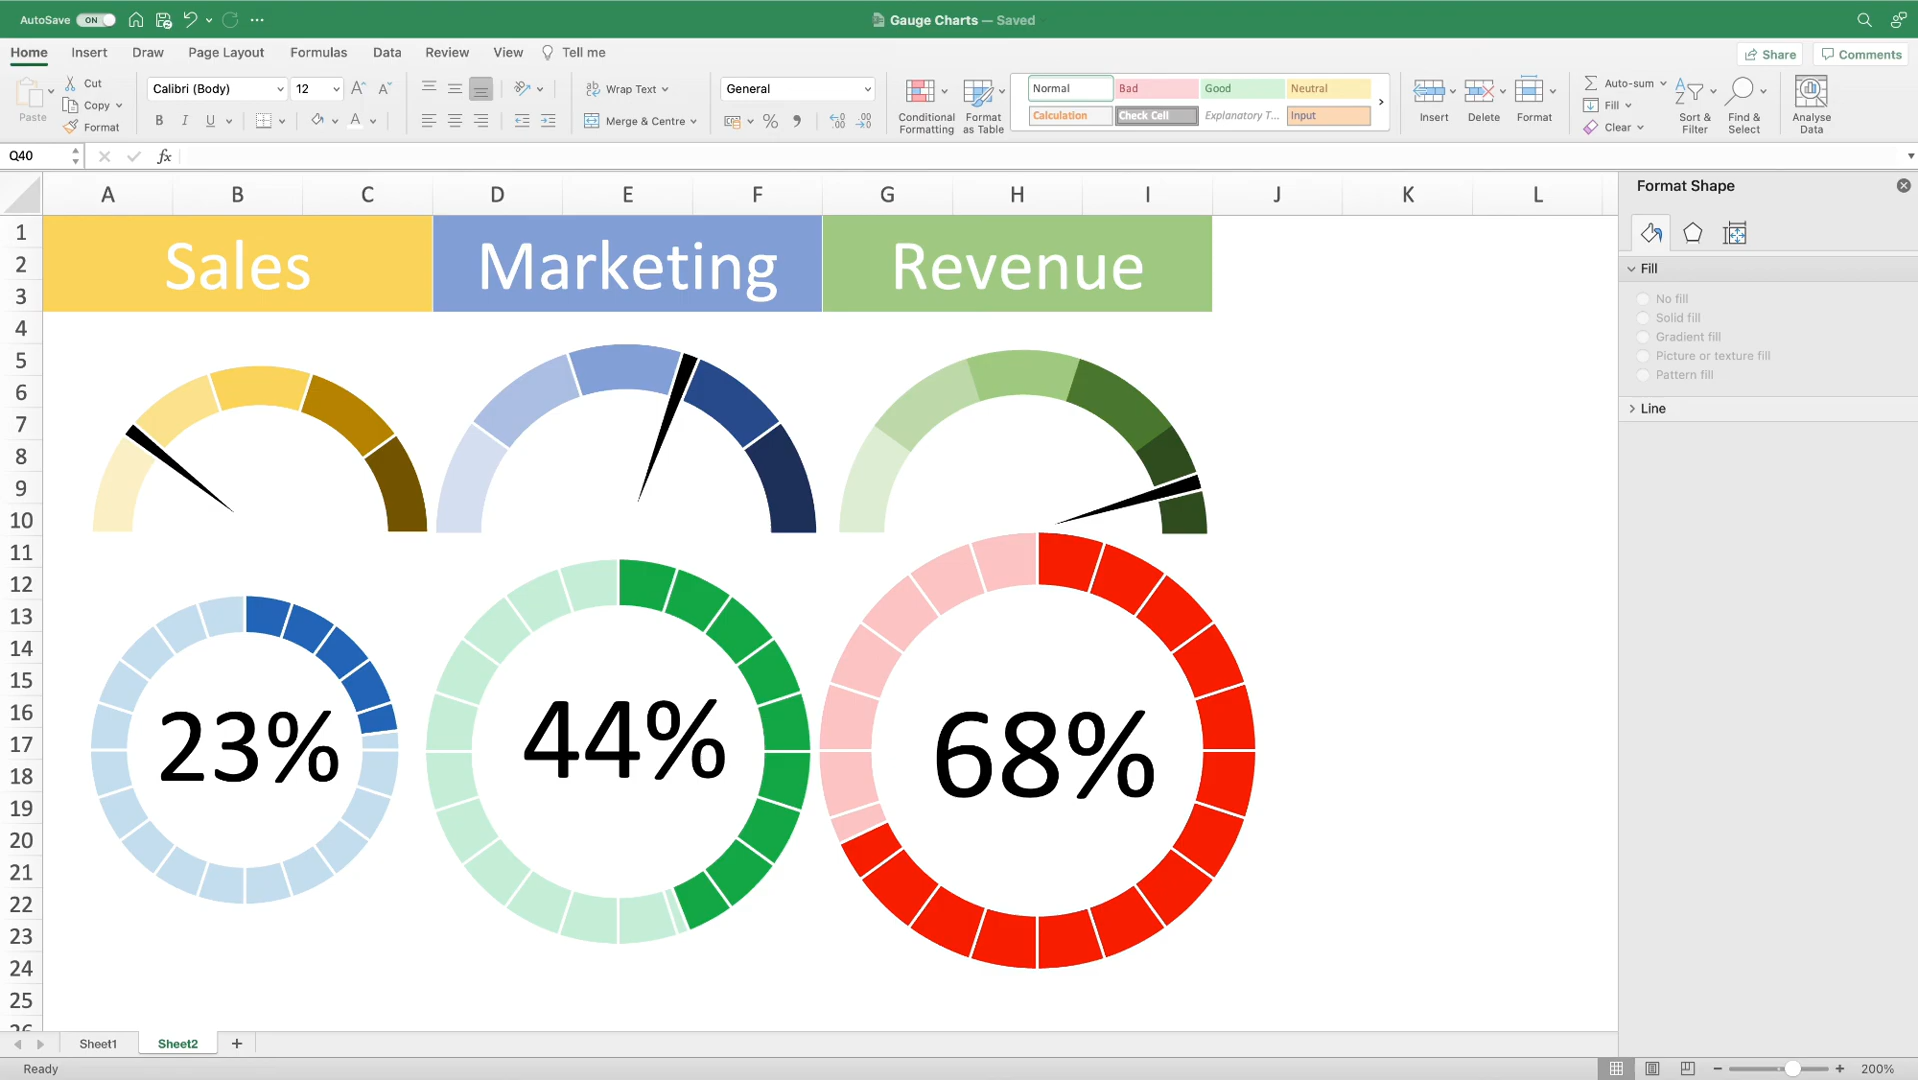 AutoSave ON
Gauge Charts — Saved
Home Insert Draw Page Layout Formulas Data Review View Tell me
Share Comments
Paste
Cut
Copy
Format
Calibri (Body) 12
B I U
A
Wrap Text
Merge & Centre
General
%
Conditional Formatting
Format as Table
Normal Bad Good Neutral
Calculation Check Cell Explanatory T... Input
Insert Delete Format
Auto-sum
Fill
Clear
Sort & Filter
Find & Select
Analyse Data
Q40
fx
A B C D E F G H I J K L
Format Shape
Fill
No fill
Solid fill
Gradient fill
Picture or texture fill
Pattern fill
Line
1
2
3
4
5
6
7
8
9
10
11
12
13
14
15
16
17
18
19
20
21
22
23
24
25
Sales Marketing Revenue
23% 44% 68%
Sheet1 Sheet2
Ready
200%